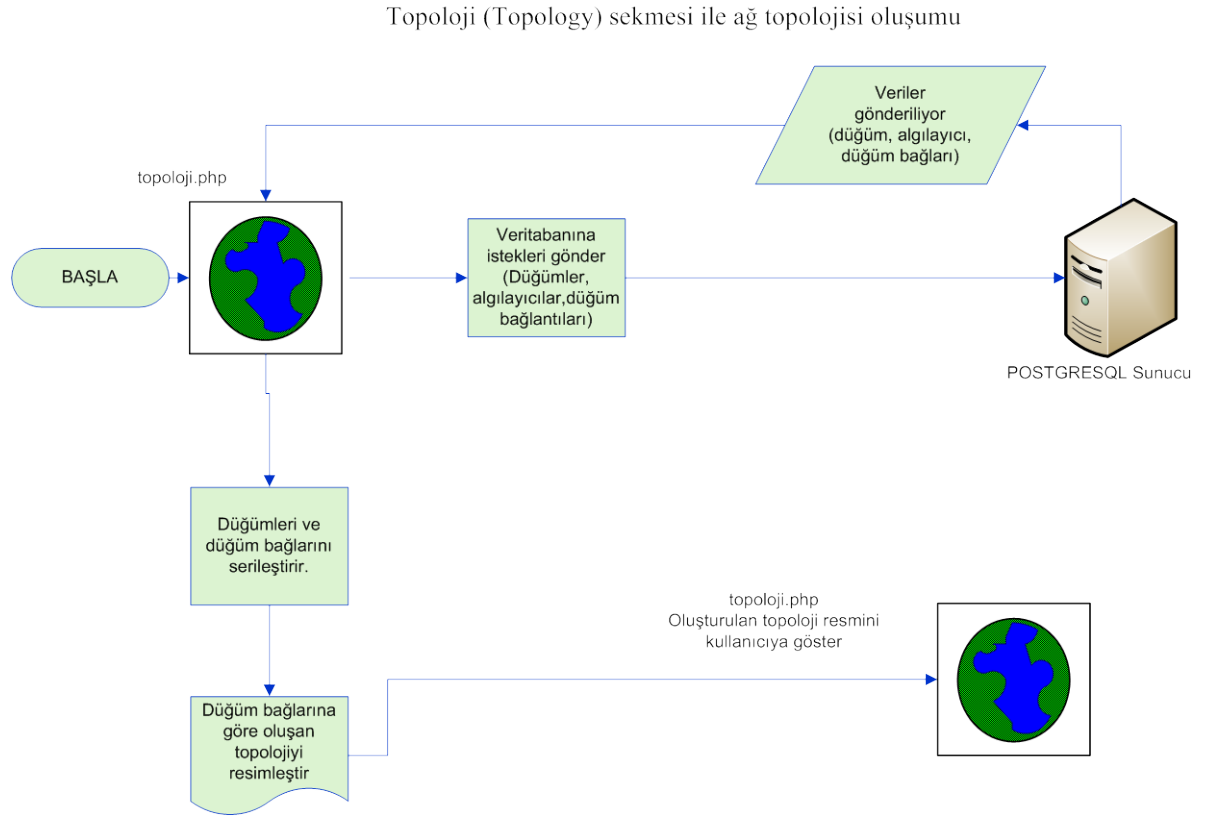 Topoloji (Topology) sekmesi ile ağ topolojisi oluşumu
Veriler
gönderiliyor
(düğüm, algılayıcı,
düğüm bağları)
topoloji.php
BAŞLA
Veritabanına
istekleri gönder
(Düğümler,
algılayıcılar,düğüm
bağlantıları)
POSTGRESQL Sunucu
Düğümleri ve
düğüm bağlarını
serileştirir.
topoloji.php
Oluşturulan topoloji resmini
kullanıcıya göster
Düğüm bağlarına
göre oluşan
topolojiyi
resimleştir